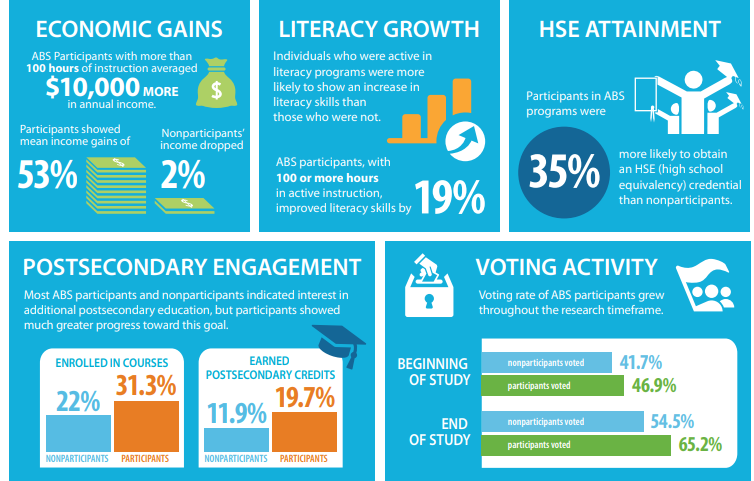 ECONOMIC GAINS
ABS Participants with more than
100 hours of instruction averaged
$10,000 MORE
in annual income.
$
Participants showed
mean income gains of
53%
$
Nonparticipants'
income dropped
2%
$
LITERACY GROWTH
Individuals who were active in
literacy programs were more
likely to show an increase in
literacy skills than
those who were not.
ABS participants, with
100 or more hours
in active instruction,
improved literacy skills by
19%
HSE ATTAINMENT
Participants in ABS
programs were
35%
more likely to obtain
an HSE (high school
equivalency) credential
than nonparticipants.
POSTSECONDARY ENGAGEMENT
Most ABS participants and nonparticipants indicated interest in
additional postsecondary education, but participants showed
much greater progress toward this goal.
ENROLLED IN COURSES
22%
31.3%
NONPARTICIPANTS
PARTICIPANTS
EARNED
POSTSECONDARY CREDITS
11.9%
19.7%
NONPARTICIPANTS
PARTICIPANTS
VOTING ACTIVITY
Voting rate of ABS participants grew
throughout the research timeframe.
BEGINNING
OF STUDY
nonparticipants voted 41.7%
participants voted 46.9%
END
OF STUDY
nonparticipants voted 54.5%
participants voted 65.2%